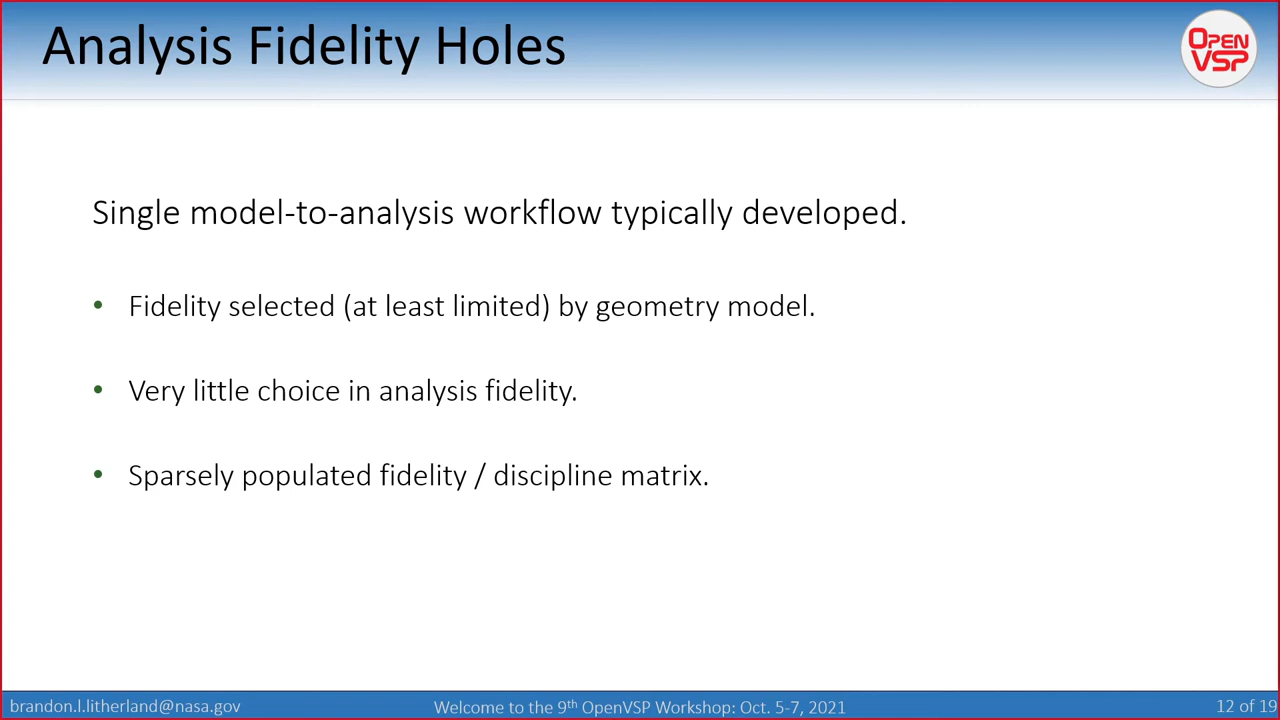 Analysis Fidelity Holes
OPEN
VSP
Single model-to-analysis workflow typically developed.
• Fidelity selected (at least limited) by geometry model.
• Very little choice in analysis fidelity.
• Sparsely populated fidelity / discipline matrix.
brandon.l.litherland@nasa.gov
Welcome to the 9th OpenVSP Workshop: Oct. 5-7, 2021
12 of 19